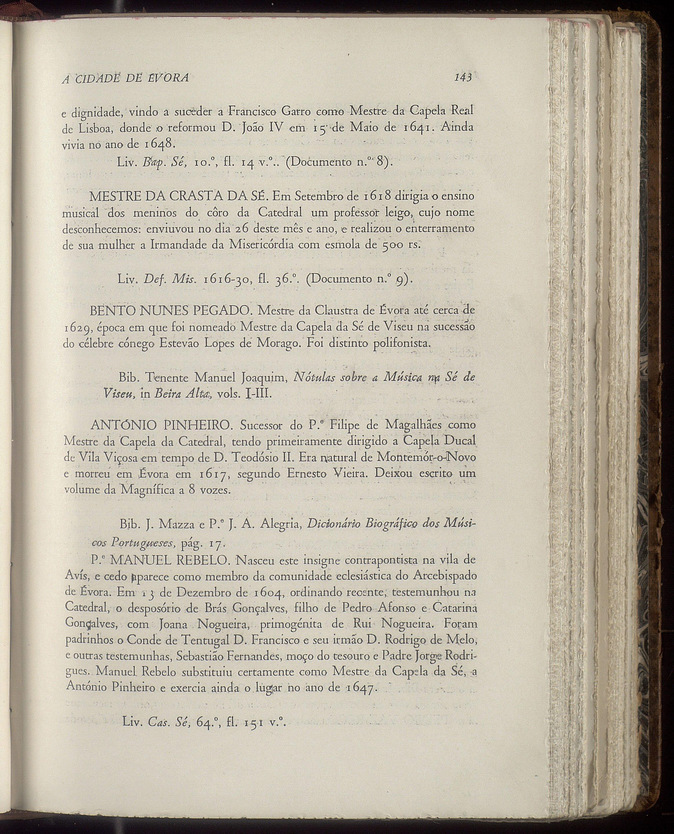 A CIDADE DE ÉVORA 143
e dignidade, vindo a suceder a Francisco Garro como Mestre da Capela Real
de Lisboa, donde o reformou D. João IV em 15 de Maio de 1641. Ainda
vivia no ano de 1648.
Liv. Bap. Sé, 10.º, fl. 14 v.º.. (Documento n.º 8).
MESTRE DA CRASTA DA SÉ. Em Setembro de 1618 dirigia o ensino
musical dos meninos do côro da Catedral um professor leigo, cujo nome
desconhecemos: enviuvou no dia 26 deste mês e ano, e realizou o enterramento
de sua mulher a Irmandade da Misericórdia com esmola de 500 rs.
Liv. Def. Mis. 1616-30, fl. 36.º. (Documento n.º 9).
BENTO NUNES PEGADO. Mestre da Claustra de Évora até cerca de
1629, época em que foi nomeado Mestre da Capela da Sé de Viseu na sucessão
do célebre cónego Estevão Lopes de Morago. Foi distinto polifonista.
Bib. Tenente Manuel Joaquim, Nótulas sobre a Música na Sé de
Viseu, in Beira Alta, vols. I-III.
ANTÓNIO PINHEIRO. Sucessor do P.e Filipe de Magalhães como
Mestre da Capela da Catedral, tendo primeiramente dirigido a Capela Ducal
de Vila Viçosa em tempo de D. Teodósio II. Era natural de Montemór-o-Novo
e morreu em Évora em 1617, segundo Ernesto Vieira. Deixou escrito um
volume da Magnífica a 8 vozes.
Bib. J. Mazza e P.e J. A. Alegria, Dicionário Biográfico dos Músi-
cos Portugueses, pág. 17.
P.e MANUEL REBELO. Nasceu este insigne contrapontista na vila de
Avís, e cedo aparece como membro da comunidade eclesiástica do Arcebispado
de Évora. Em 13 de Dezembro de 1604, ordinando recente, testemunhou na
Catedral, o desposório de Brás Gonçalves, filho de Pedro Afonso e Catarina
Gonçalves, com Joana Nogueira, primogénita de Rui Nogueira. Foram
padrinhos o Conde de Tentugal D. Francisco e seu irmão D. Rodrigo de Melo,
e outras testemunhas, Sebastião Fernandes, moço do tesouro e Padre Jorge Rodri-
gues. Manuel Rebelo substituiu certamente como Mestre da Capela da Sé, a
António Pinheiro e exercia ainda o lugar no ano de 1647.
Liv. Cas. Sé, 64.º, fl. 151 v.º.